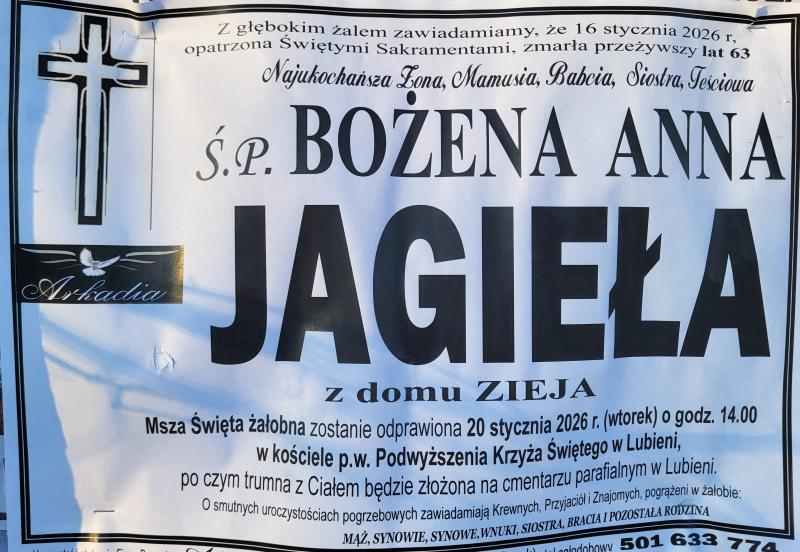 Z głębokim żalem zawiadamiamy, że 16 stycznia 2026 r,
opatrzona Świętymi Sakramentami, zmarła przeżywszy lat 63
Najukochańsza Żona, Mamusia, Babcia, Siostra, Teściowa
Ś.P. BOŻENA ANNA
JAGIEŁA
Arkadia
z domu ZIEJA
Msza Święta żałobna zostanie odprawiona 20 stycznia 2026 r. (wtorek) o godz. 14.00
w kościele p.w. Podwyższenia Krzyża Świętego w Lubieni,
po czym trumna z Ciałem będzie złożona na cmentarzu parafialnym w Lubieni.
O smutnych uroczystościach pogrzebowych zawiadamiają Krewnych, Przyjaciół i Znajomych, pogrążeni w żałobie:
MĄŻ, SYNOWIE, SYNOWE,WNUKI, SIOSTRA, BRACIA I POZOSTAŁA RODZINA
501 633 774